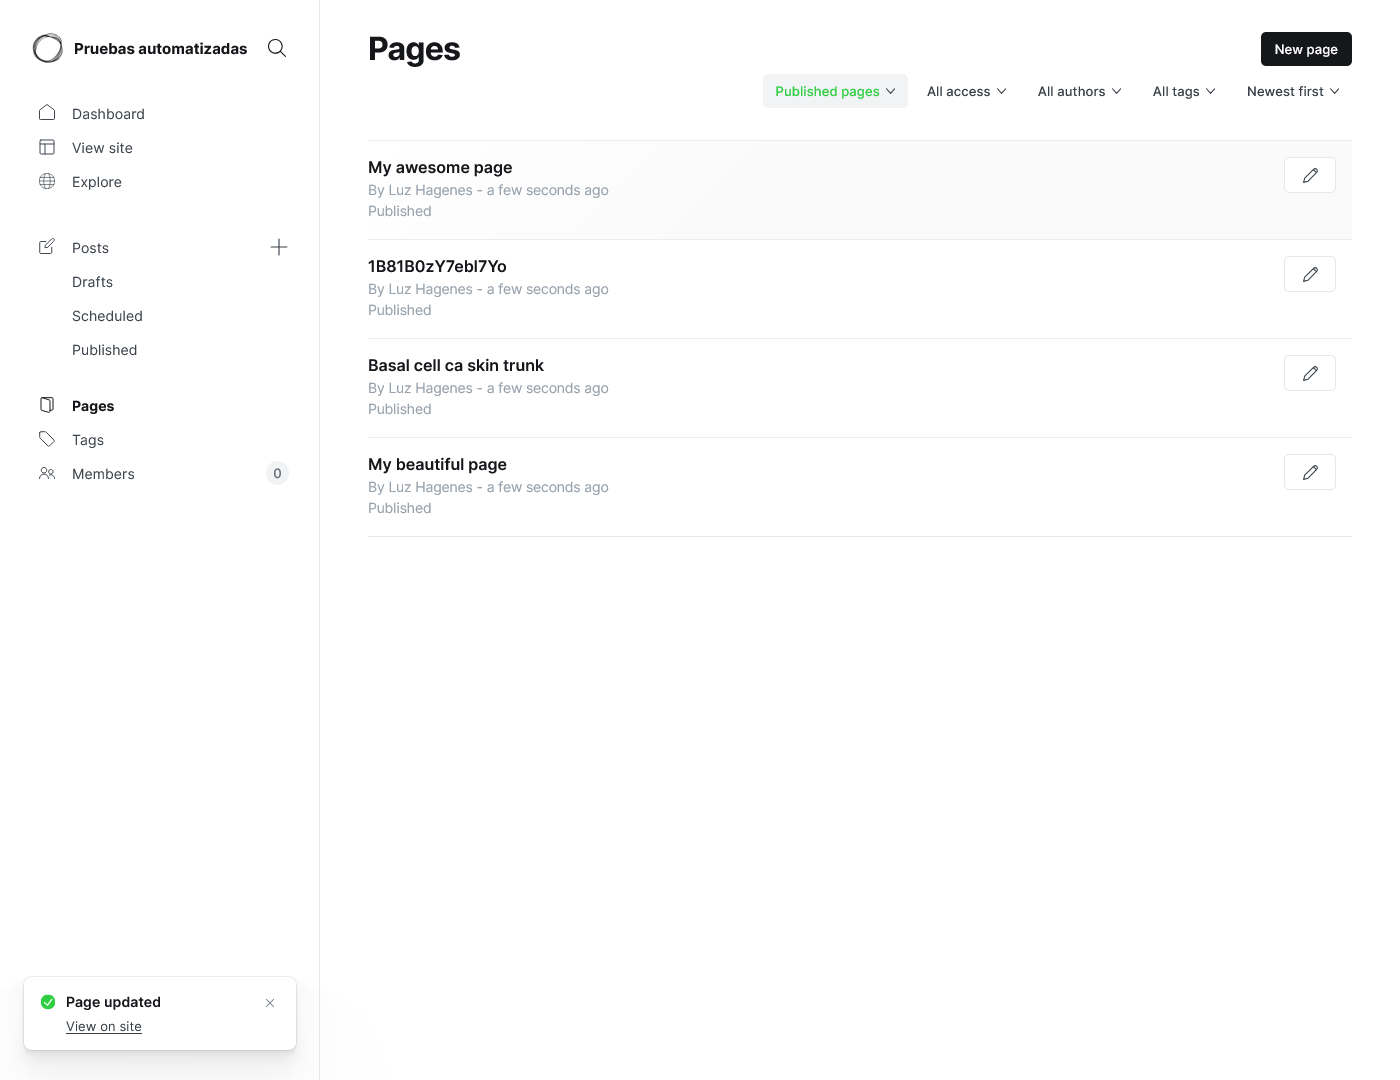 Pruebas automatizadas
Dashboard
View site
Explore
Posts
Drafts
Scheduled
Published
Pages
Tags
Members 0
Page updated
View on site
Pages
New page
Published pages All access All authors All tags Newest first
My awesome page
By Luz Hagenes - a few seconds ago
Published
1B81B0zY7ebI7Yo
By Luz Hagenes - a few seconds ago
Published
Basal cell ca skin trunk
By Luz Hagenes - a few seconds ago
Published
My beautiful page
By Luz Hagenes - a few seconds ago
Published